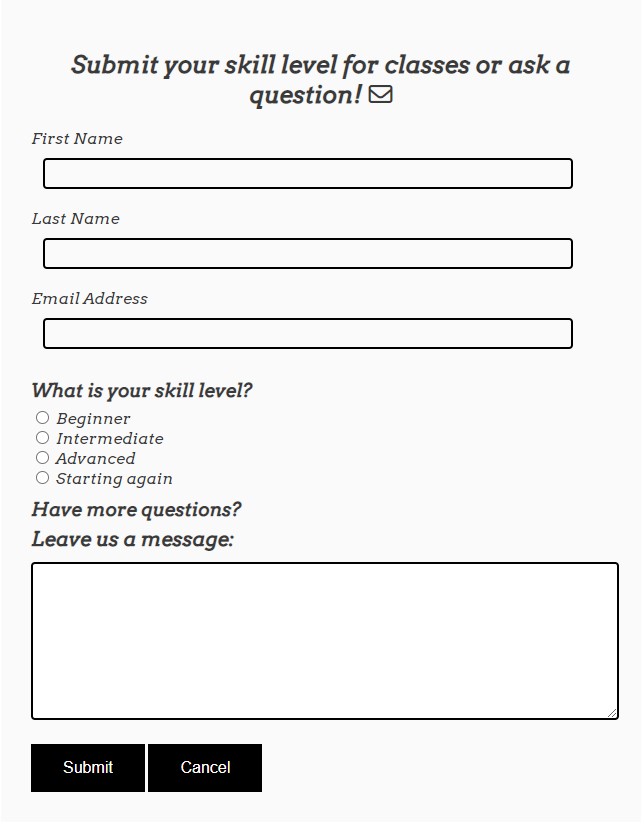 Submit your skill level for classes or ask a
question!
First Name
Last Name
Email Address
What is your skill level?
Beginner
Intermediate
Advanced
Starting again
Have more questions?
Leave us a message:
Submit Cancel